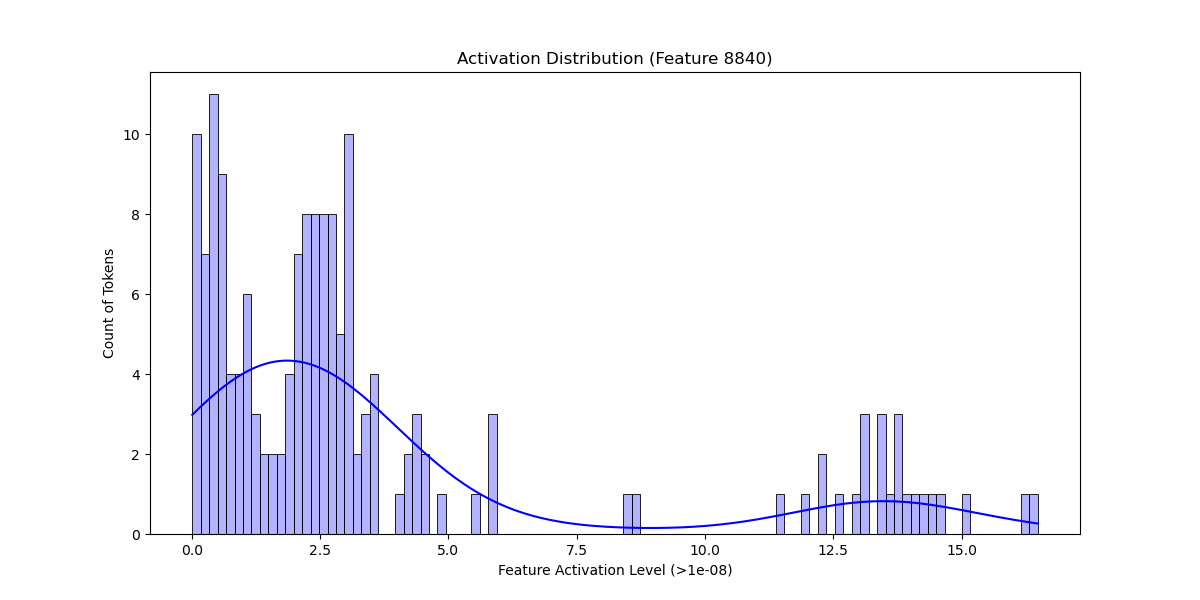 Activation Distribution (Feature 8840)
Count of Tokens
10
8
6
4
2
0
0.0 2.5 5.0 7.5 10.0 12.5 15.0
Feature Activation Level (>1e-08)